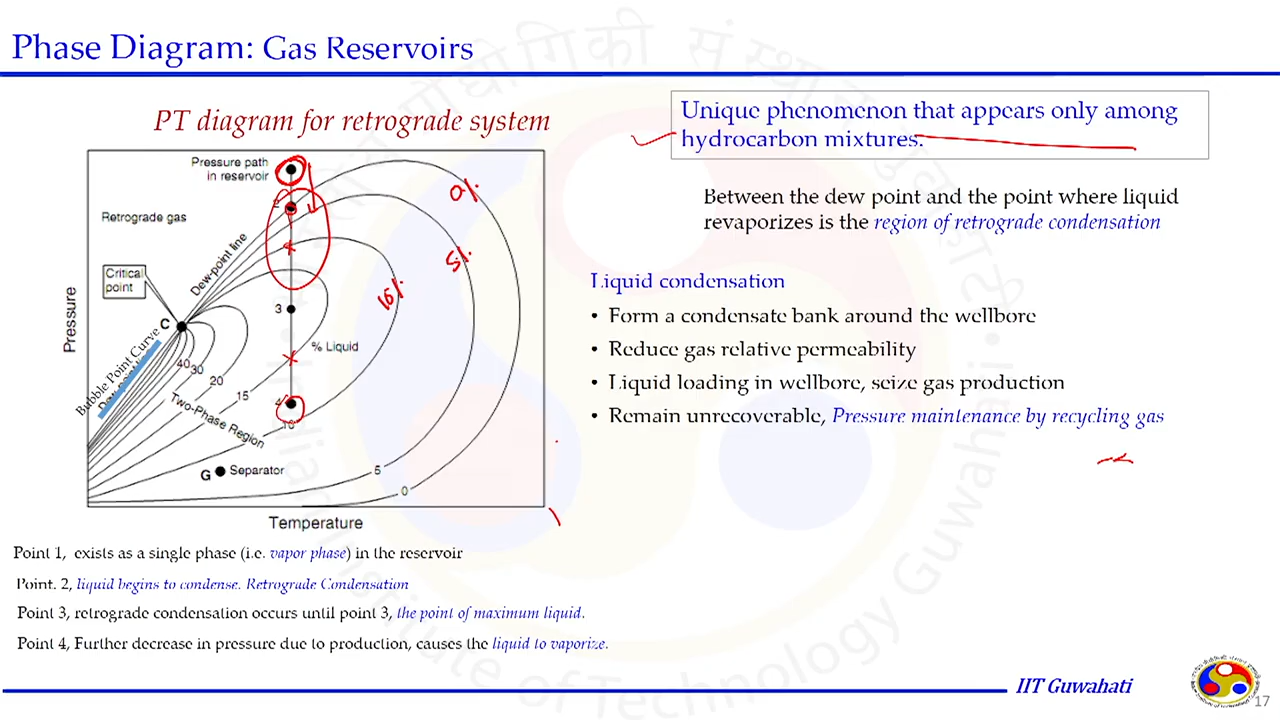 Phase Diagram: Gas Reservoirs
PT diagram for retrograde system
Unique phenomenon that appears only among
hydrocarbon mixtures.
Pressure path
in reservoir
Retrograde gas
Dew-point line
Critical
point
C
Bubble Point Curve
Pressure
2
3
4
0%
5%
10%
% Liquid
40
30
20
15
10
5
0
Two-Phase Region
G
Separator
Temperature
Between the dew point and the point where liquid
revaporizes is the region of retrograde condensation
Liquid condensation
• Form a condensate bank around the wellbore
• Reduce gas relative permeability
• Liquid loading in wellbore, seize gas production
• Remain unrecoverable, Pressure maintenance by recycling gas
Point 1, exists as a single phase (i.e. vapor phase) in the reservoir
Point. 2, liquid begins to condense. Retrograde Condensation
Point 3, retrograde condensation occurs until point 3, the point of maximum liquid.
Point 4, Further decrease in pressure due to production, causes the liquid to vaporize.
IIT Guwahati
17